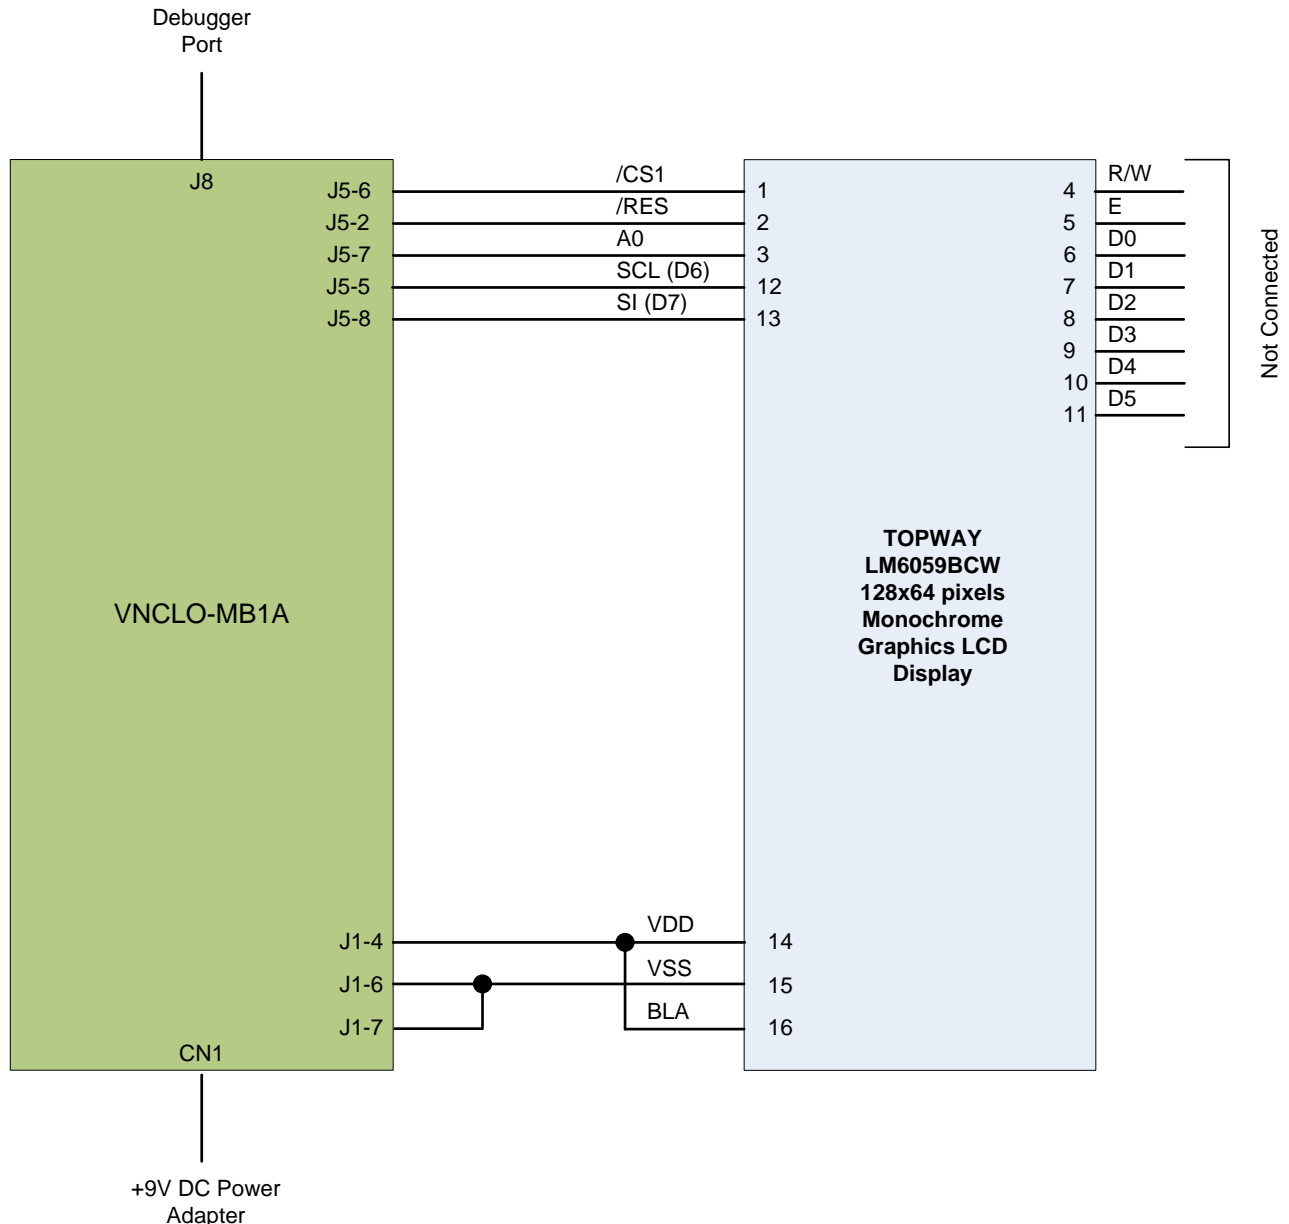 Debugger
Port
J8
J5-6
J5-2
J5-7
J5-5
J5-8
/CS1
/RES
A0
SCL (D6)
SI (D7)
1
2
3
12
13
4
5
6
7
8
9
10
11
R/W
E
D0
D1
D2
D3
D4
D5
Not Connected
VNCLO-MB1A
TOPWAY
LM6059BCW
128x64 pixels
Monochrome
Graphics LCD
Display
J1-4
J1-6
J1-7
VDD
VSS
BLA
14
15
16
CN1
+9V DC Power
Adapter